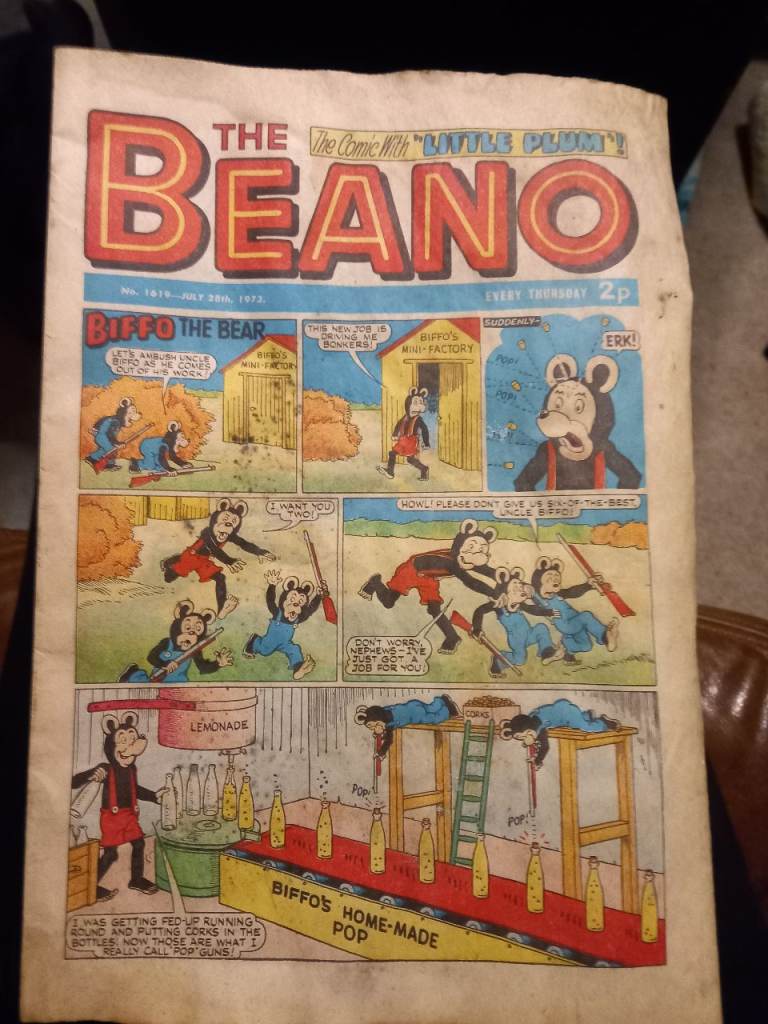 THE
The Comic With "LITTLE PLUM"!
BEANO
No. 1619—JULY 28th, 1973.
EVERY THURSDAY 2p
BIFFO THE BEAR
LET'S AMBUSH UNCLE
BIFFO AS HE COMES
OUT OF HIS WORK!
BIFFO'S
MINI-FACTORY
THIS NEW JOB IS
DRIVING ME
BONKERS!
BIFFO'S
MINI-FACTORY
SUDDENLY-
ERK!
POP!
POP!
I WANT YOU
TWO!
HOWL! PLEASE DON'T GIVE US SIX-OF-THE-BEST,
UNCLE BIFFO!
DON'T WORRY,
NEPHEWS—I'VE
JUST GOT A
JOB FOR YOU!
LEMONADE
CORKS
POP!
POP!
BIFFO'S HOME-MADE
POP
I WAS GETTING FED-UP RUNNING
ROUND AND PUTTING CORKS IN THE
BOTTLES! NOW THOSE ARE WHAT I
REALLY CALL "POP" GUNS!